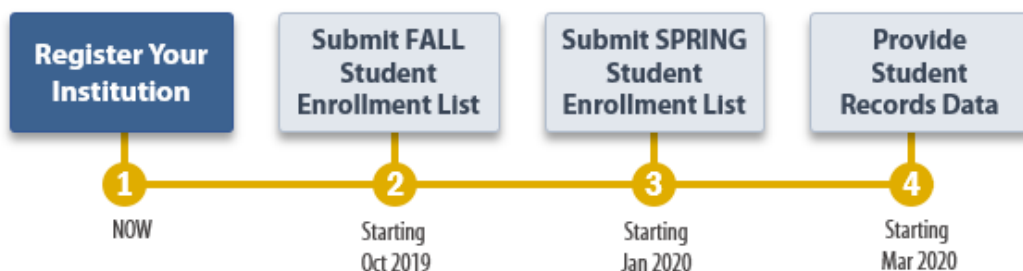 Register Your
Institution
Submit FALL
Student
Enrollment List
Submit SPRING
Student
Enrollment List
Provide
Student
Records Data
1
2
3
4
NOW
Starting
Oct 2019
Starting
Jan 2020
Starting
Mar 2020